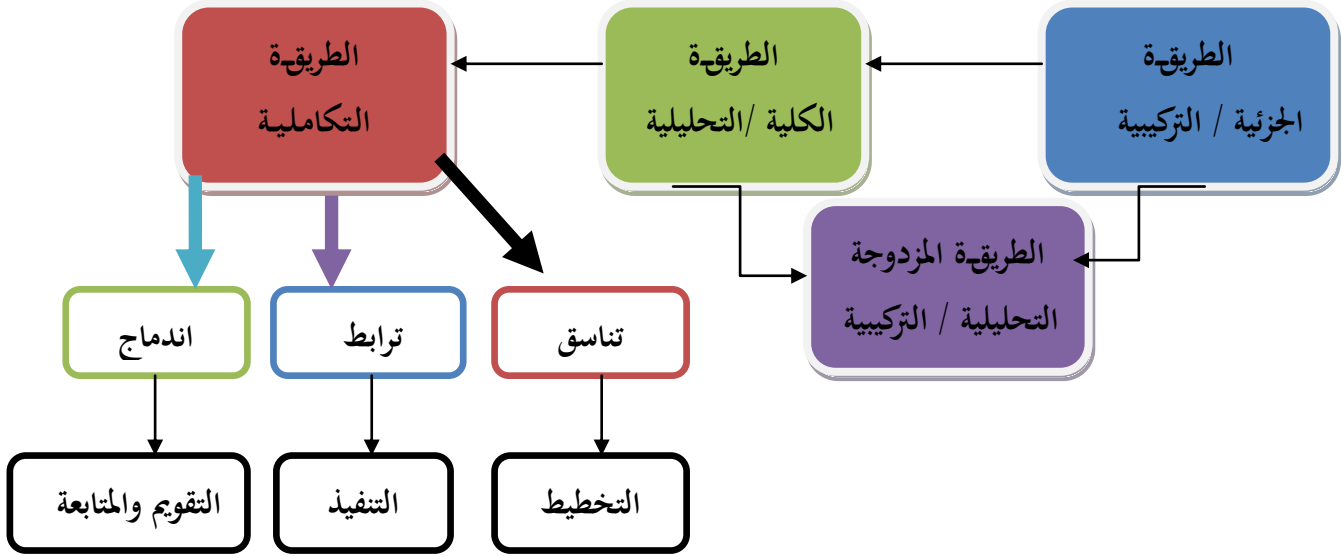 الطريقة
الجزئية / التركيبية
الطريقة
الكلية /التحليلية
الطريقة
التكاملية
الطريقة المزدوجة
التحليلية / التركيبية
تناسق
ترابط
اندماج
التخطيط
التنفيذ
التقويم والمتابعة